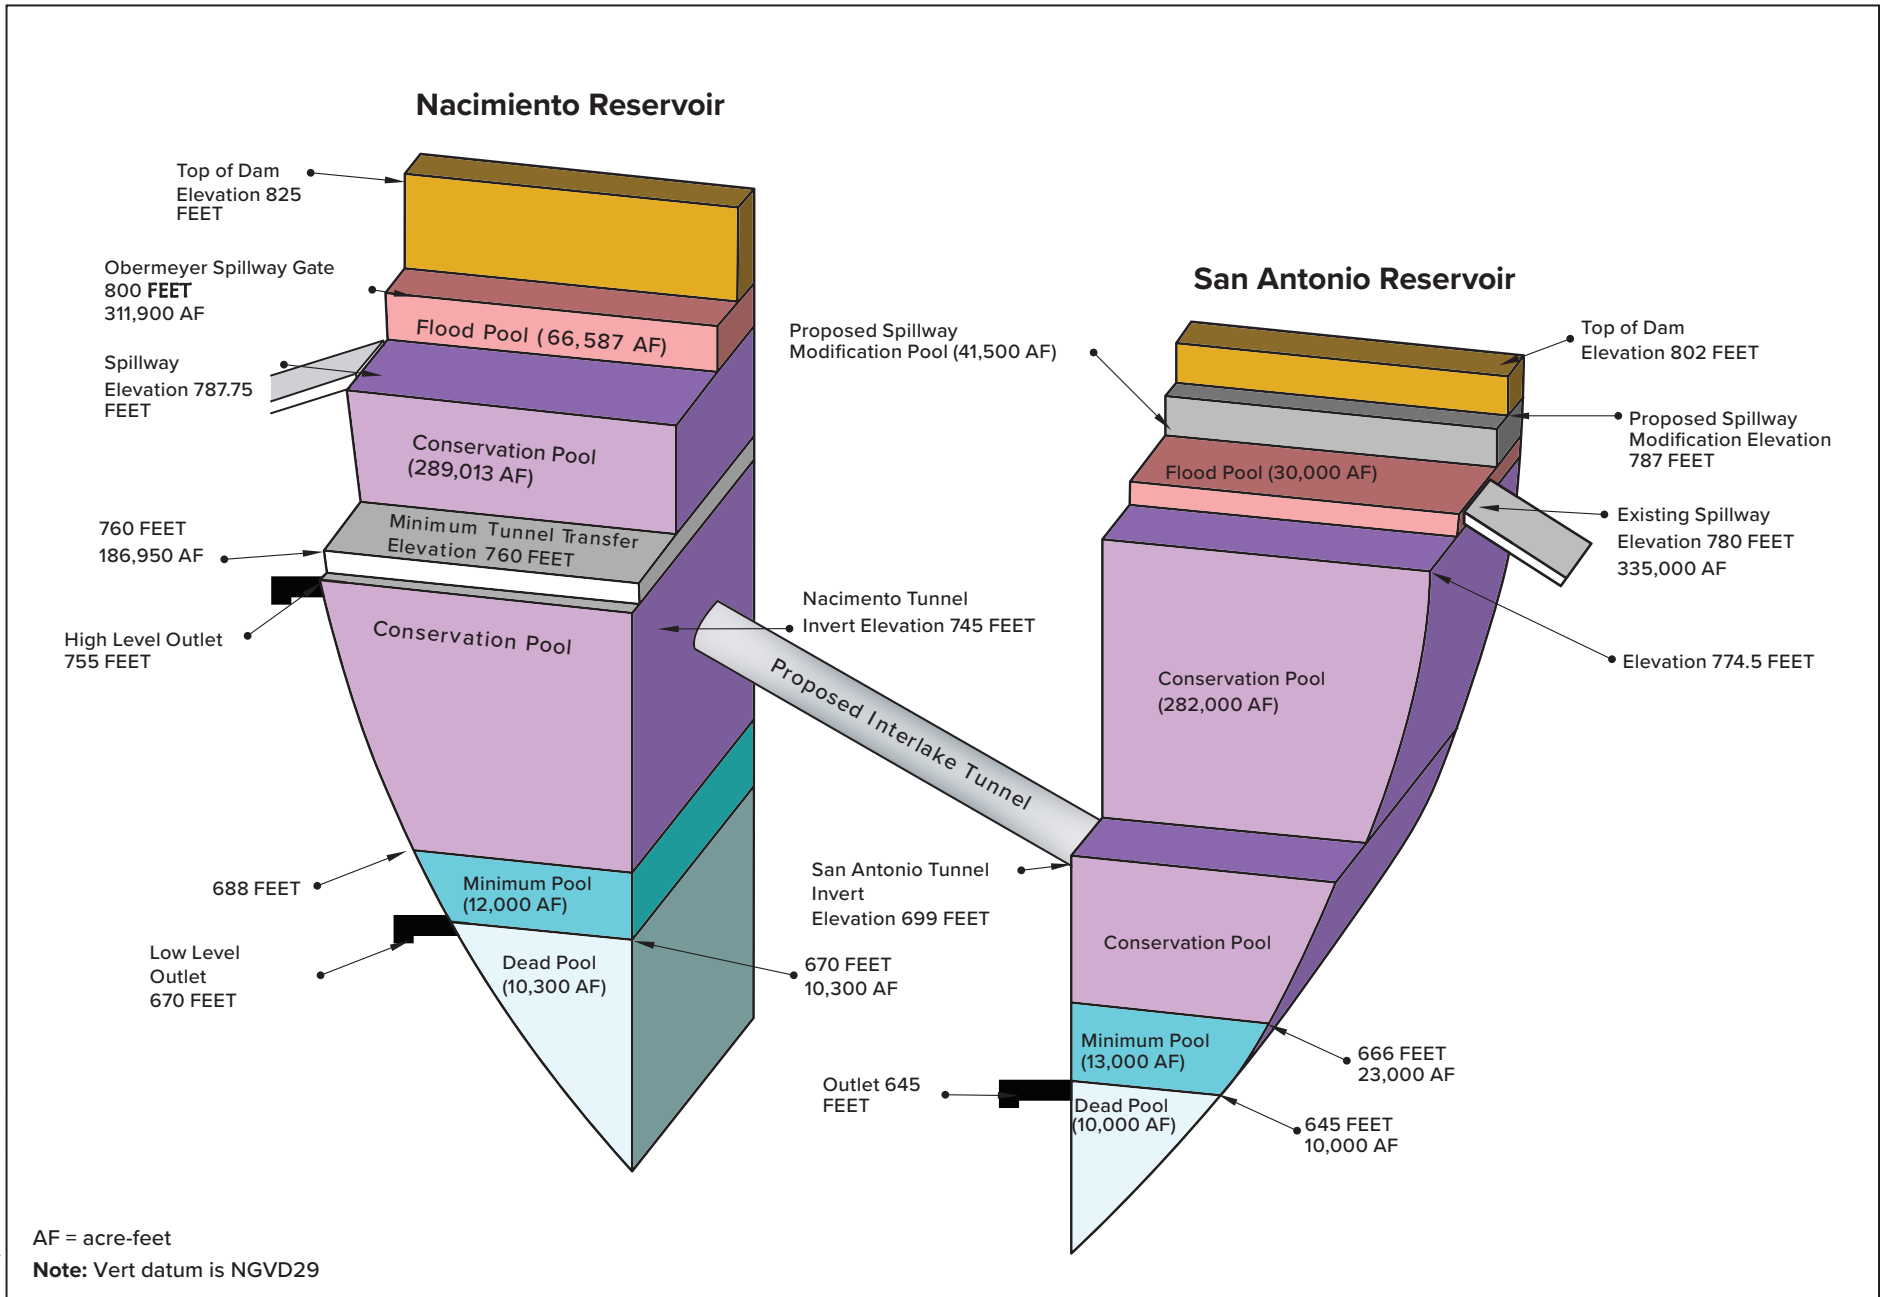 Nacimiento Reservoir
Top of Dam
Elevation 825
FEET
Obermeyer Spillway Gate
800 FEET
311,900 AF
Flood Pool (66,587 AF)
Spillway
Elevation 787.75
FEET
Conservation Pool
(289,013 AF)
Minimum Tunnel Transfer
Elevation 760 FEET
760 FEET
186,950 AF
High Level Outlet
755 FEET
Conservation Pool
Nacimento Tunnel
Invert Elevation 745 FEET
Proposed Interlake Tunnel
688 FEET
Minimum Pool
(12,000 AF)
Low Level
Outlet
670 FEET
Dead Pool
(10,300 AF)
670 FEET
10,300 AF
San Antonio Reservoir
Proposed Spillway
Modification Pool (41,500 AF)
Top of Dam
Elevation 802 FEET
Proposed Spillway
Modification Elevation
787 FEET
Flood Pool (30,000 AF)
Existing Spillway
Elevation 780 FEET
335,000 AF
Elevation 774.5 FEET
Conservation Pool
(282,000 AF)
San Antonio Tunnel
Invert
Elevation 699 FEET
Conservation Pool
Minimum Pool
(13,000 AF)
666 FEET
23,000 AF
Outlet 645
FEET
Dead Pool
(10,000 AF)
645 FEET
10,000 AF
AF = acre-feet
Note: Vert datum is NGVD29